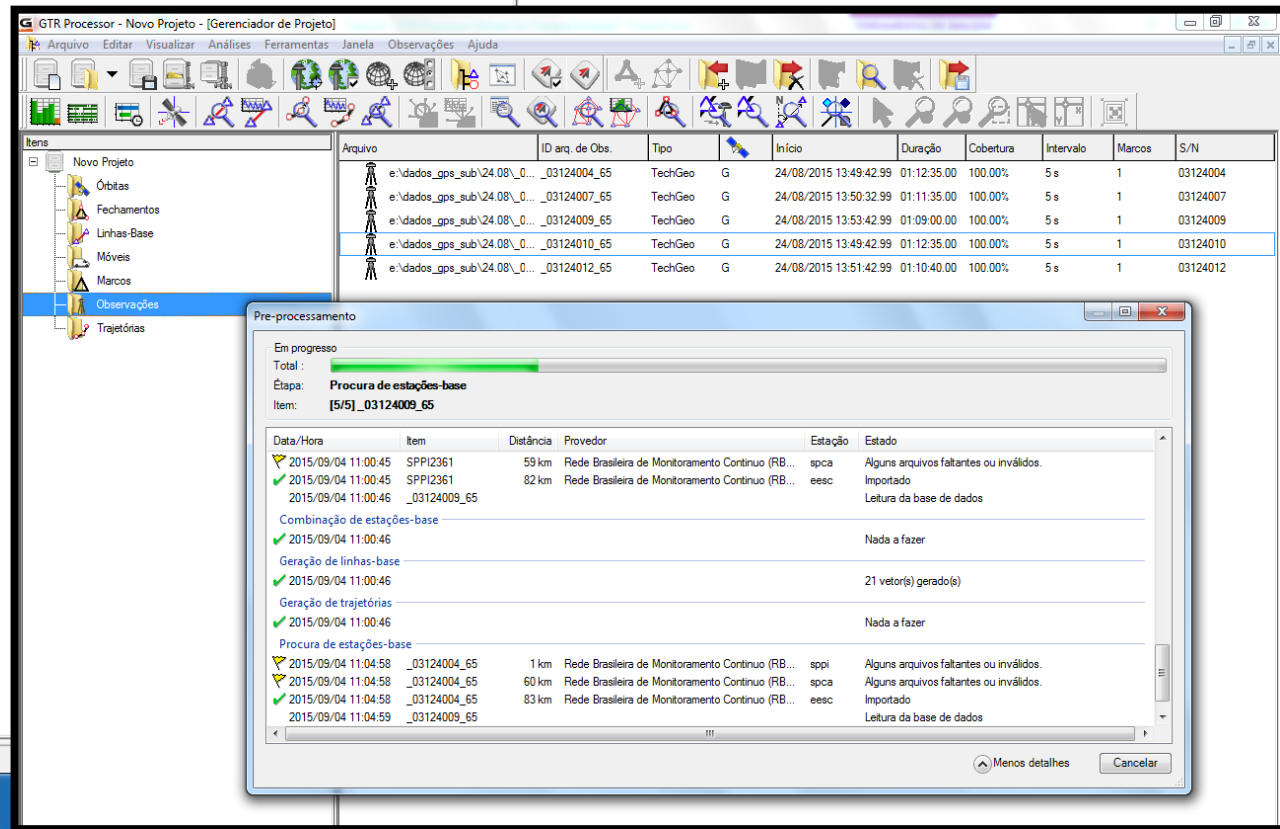 GTR Processor - Novo Projeto - [Gerenciador de Projeto]
Arquivo Editar Visualizar Análises Ferramentas Janela Observações Ajuda
Itens
Novo Projeto
Órbitas
Fechamentos
Linhas-Base
Móveis
Marcos
Observações
Trajetórias
Arquivo ID arq. de Obs. Tipo Início Duração Cobertura Intervalo Marcos S/N
e:\dados_gps_sub\24.08\_0... _03124004_65 TechGeo G 24/08/2015 13:49:42.99 01:12:35.00 100.00% 5 s 1 03124004
e:\dados_gps_sub\24.08\_0... _03124007_65 TechGeo G 24/08/2015 13:50:32.99 01:11:35.00 100.00% 5 s 1 03124007
e:\dados_gps_sub\24.08\_0... _03124009_65 TechGeo G 24/08/2015 13:53:42.99 01:09:00.00 100.00% 5 s 1 03124009
e:\dados_gps_sub\24.08\_0... _03124010_65 TechGeo G 24/08/2015 13:49:42.99 01:12:35.00 100.00% 5 s 1 03124010
e:\dados_gps_sub\24.08\_0... _03124012_65 TechGeo G 24/08/2015 13:51:42.99 01:10:40.00 100.00% 5 s 1 03124012
Pre-processamento
Em progresso
Total :
Étapa: Procura de estações-base
Item: [5/5] _03124009_65
Data/Hora Item Distância Provedor Estação Estado
2015/09/04 11:00:45 SPPI2361 59 km Rede Brasileira de Monitoramento Continuo (RB... spca Alguns arquivos faltantes ou inválidos.
2015/09/04 11:00:45 SPPI2361 82 km Rede Brasileira de Monitoramento Continuo (RB... eesc Importado
2015/09/04 11:00:46 _03124009_65 Leitura da base de dados
Combinação de estações-base
2015/09/04 11:00:46 Nada a fazer
Geração de linhas-base
2015/09/04 11:00:46 21 vetor(s) gerado(s)
Geração de trajetórias
2015/09/04 11:00:46 Nada a fazer
Procura de estações-base
2015/09/04 11:04:58 _03124004_65 1 km Rede Brasileira de Monitoramento Continuo (RB... sppi Alguns arquivos faltantes ou inválidos.
2015/09/04 11:04:58 _03124004_65 60 km Rede Brasileira de Monitoramento Continuo (RB... spca Alguns arquivos faltantes ou inválidos.
2015/09/04 11:04:58 _03124004_65 83 km Rede Brasileira de Monitoramento Continuo (RB... eesc Importado
2015/09/04 11:04:59 _03124009_65 Leitura da base de dados
Menos detalhes Cancelar